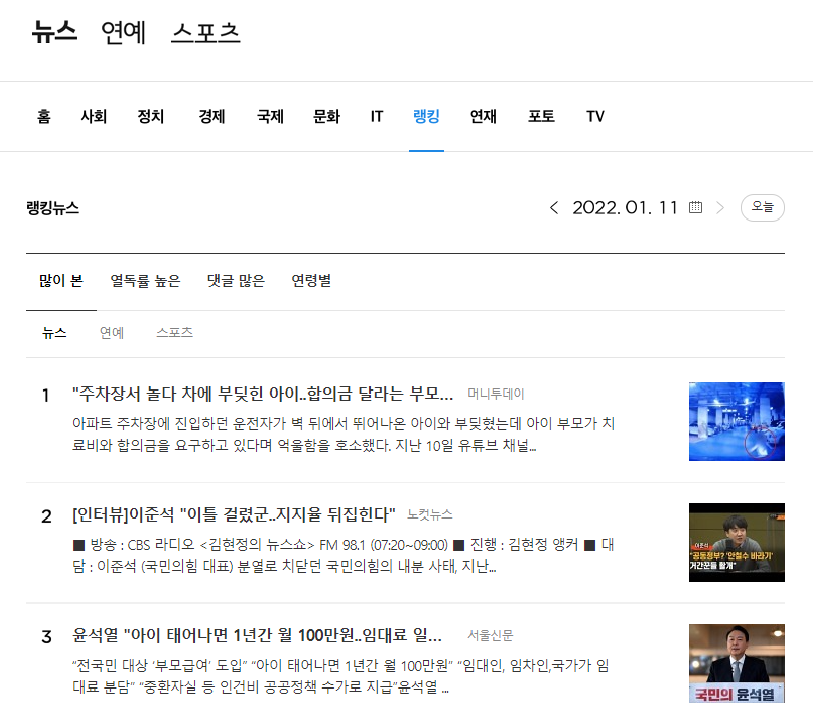 뉴스 연예 스포츠
홈 사회 정치 경제 국제 문화 IT 랭킹 연재 포토 TV
랭킹뉴스
2022. 01. 11 오늘
많이 본 열독률 높은 댓글 많은 연령별
뉴스 연예 스포츠
1 "주차장서 놀다 차에 부딪힌 아이..합의금 달라는 부모... 머니투데이
아파트 주차장에 진입하던 운전자가 벽 뒤에서 뛰어나온 아이와 부딪혔는데 아이 부모가 치
료비와 합의금을 요구하고 있다며 억울함을 호소했다. 지난 10일 유튜브 채널...
2 [인터뷰]이준석 "이틀 걸렸군..지지율 뒤집힌다" 노컷뉴스
■ 방송 : CBS 라디오 <김현정의 뉴스쇼> FM 98.1 (07:20~09:00) ■ 진행 : 김현정 앵커 ■ 대
담 : 이준석 (국민의힘 대표) 분열로 치닫던 국민의힘의 내분 사태, 지난...
이준석
"공동정부? '안철수 바라기'
거간꾼들 활개"
3 윤석열 "아이 태어나면 1년간 월 100만원..임대료 일... 서울신문
“전국민 대상 ‘부모급여’ 도입” “아이 태어나면 1년간 월 100만원” “임대인, 임차인,국가가 임
대료 분담” “중환자실 등 인건비 공공정책 수가로 지급”윤석열 ...
국민의 윤석열